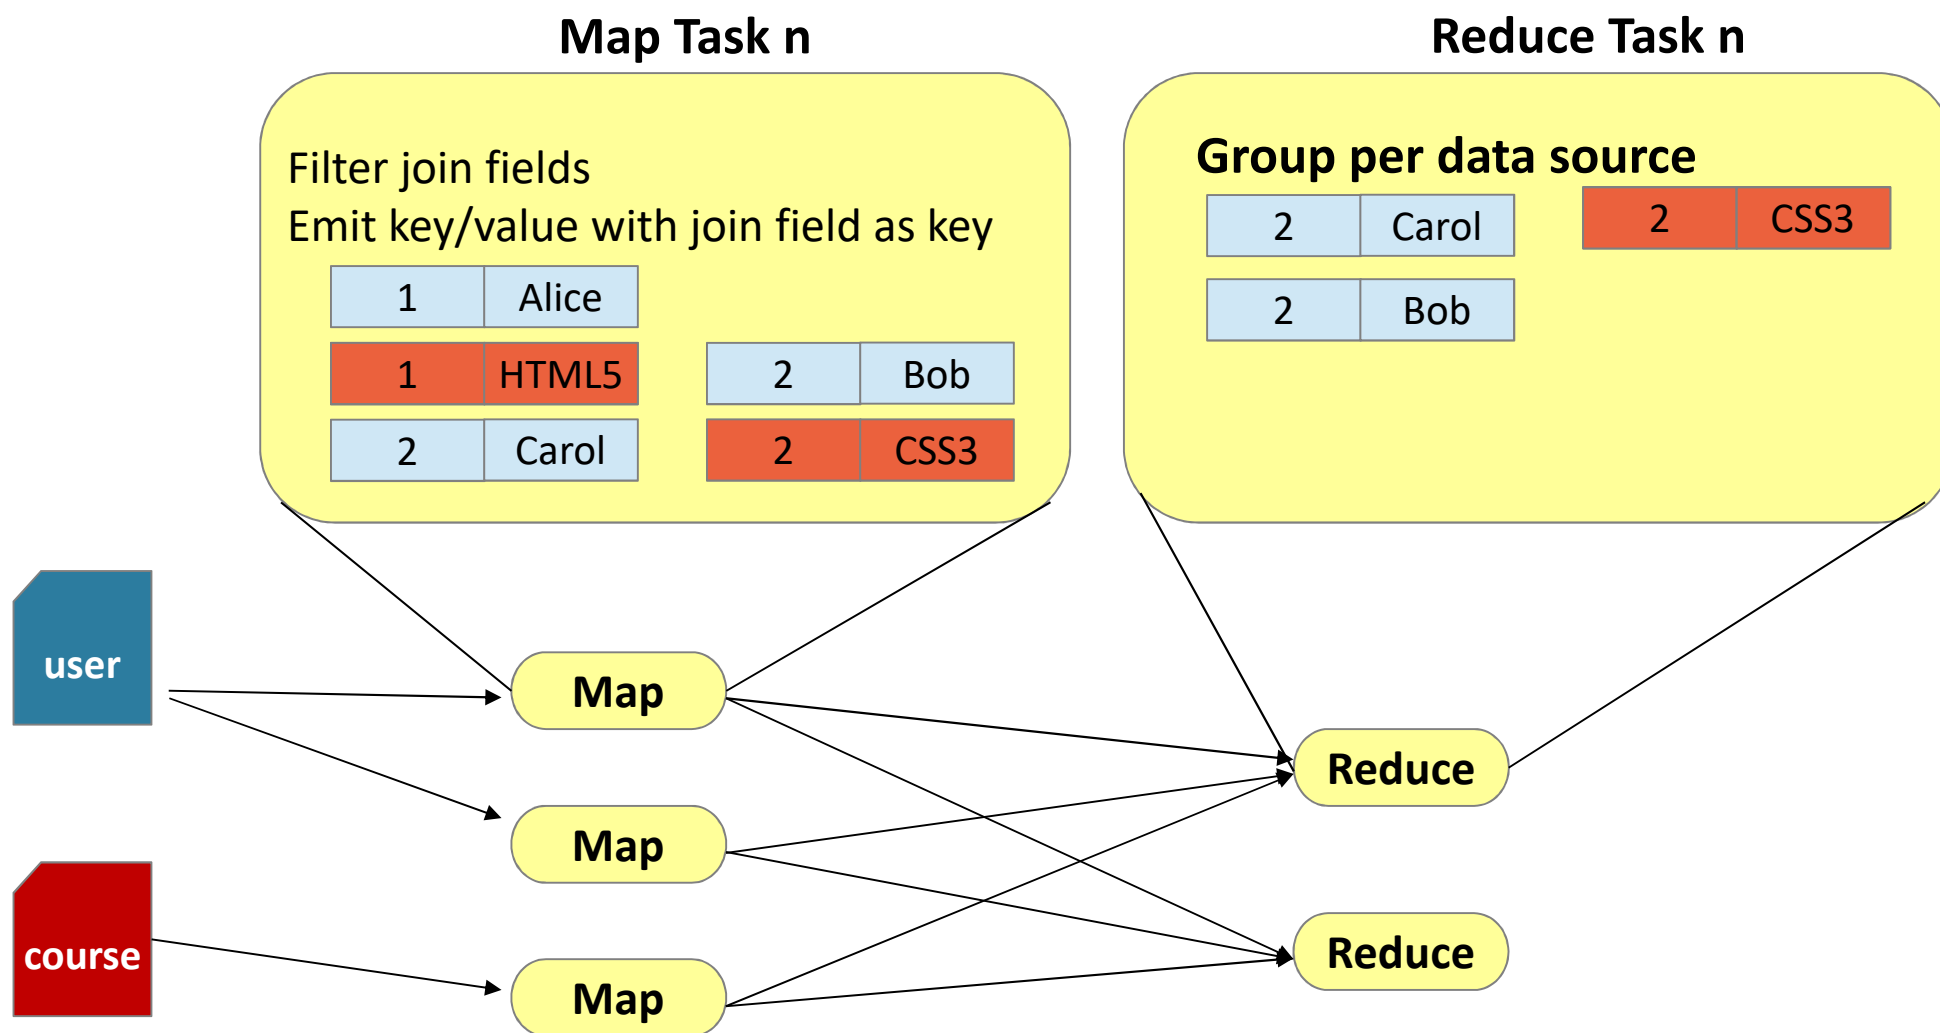 Map Task n
Reduce Task n
Filter join fields
Emit key/value with join field as key
1 Alice
1 HTML5
2 Carol
2 Bob
2 CSS3
Group per data source
2 Carol
2 Bob
2 CSS3
user
course
Map
Map
Map
Reduce
Reduce